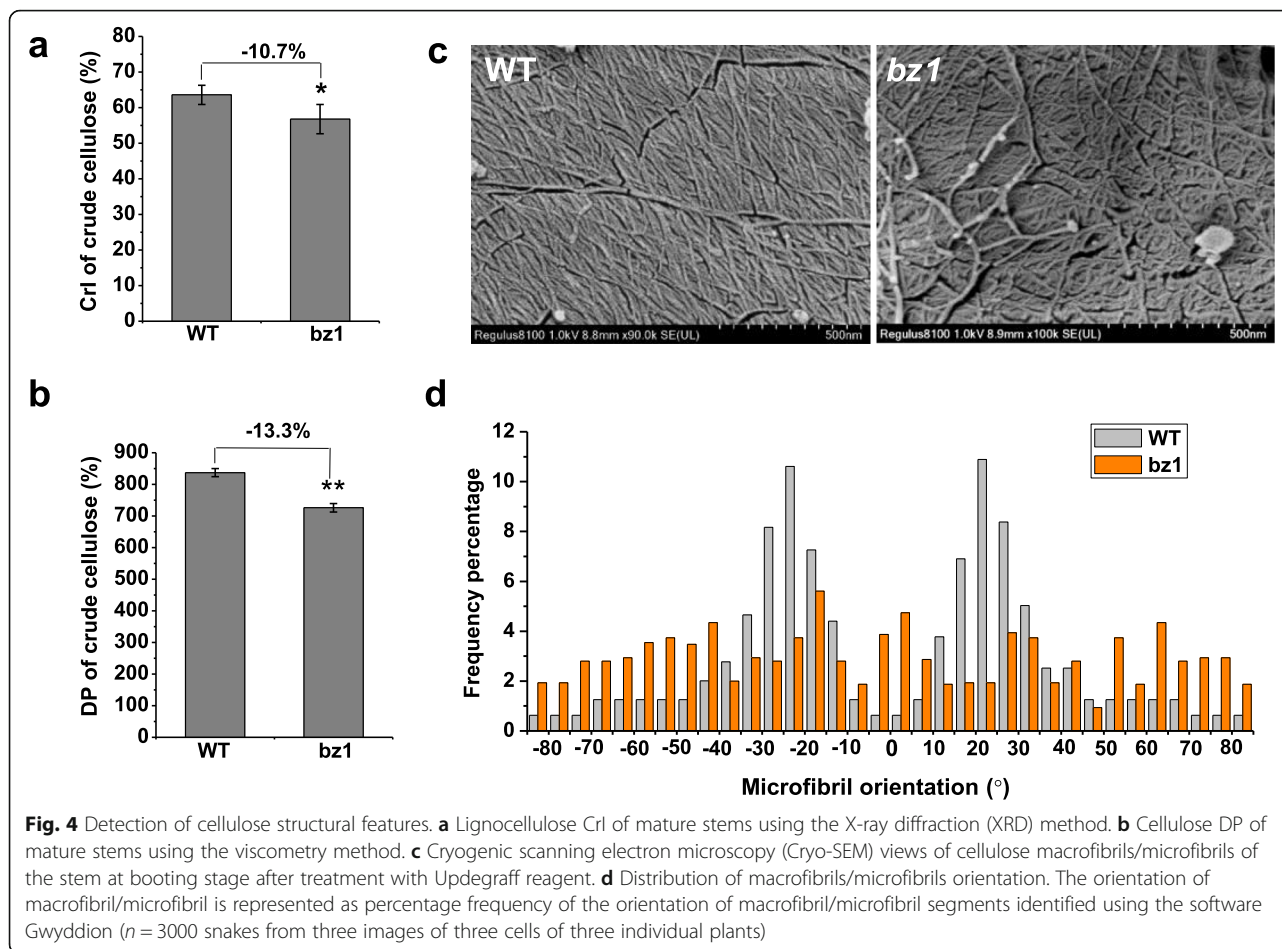 a
-10.7%
80
70
60
50
40
30
20
10
0
*
CrI of crude cellulose (%)
WT bz1
b
-13.3%
900
800
700
600
500
400
300
200
100
0
**
DP of crude cellulose (%)
WT bz1
c
WT
Regulus8100 1.0kV 8.8mm x90.0k SE(UL) 500nm
bz1
Regulus8100 1.0kV 8.9mm x100k SE(UL) 500nm
d
12
10
8
6
4
2
0
Frequency percentage
WT
bz1
-80 -70 -60 -50 -40 -30 -20 -10 0 10 20 30 40 50 60 70 80
Microfibril orientation (°)
Fig. 4 Detection of cellulose structural features. a Lignocellulose CrI of mature stems using the X-ray diffraction (XRD) method. b Cellulose DP of
mature stems using the viscometry method. c Cryogenic scanning electron microscopy (Cryo-SEM) views of cellulose macrofibrils/microfibrils of
the stem at booting stage after treatment with Updegraff reagent. d Distribution of macrofibrils/microfibrils orientation. The orientation of
macrofibril/microfibril is represented as percentage frequency of the orientation of macrofibril/microfibril segments identified using the software
Gwyddion (n = 3000 snakes from three images of three cells of three individual plants)